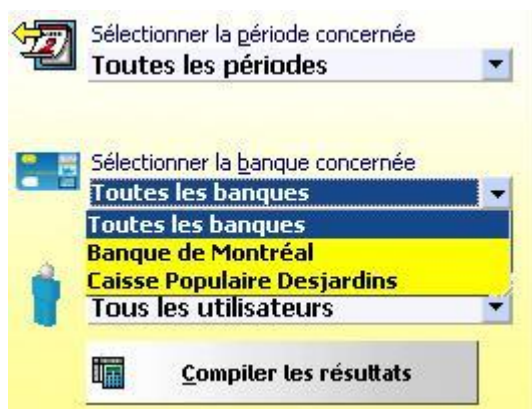 Sélectionner la période concernée
Toutes les périodes
Sélectionner la banque concernée
Toutes les banques
Toutes les banques
Banque de Montréal
Caisse Populaire Desjardins
Tous les utilisateurs
Compiler les résultats